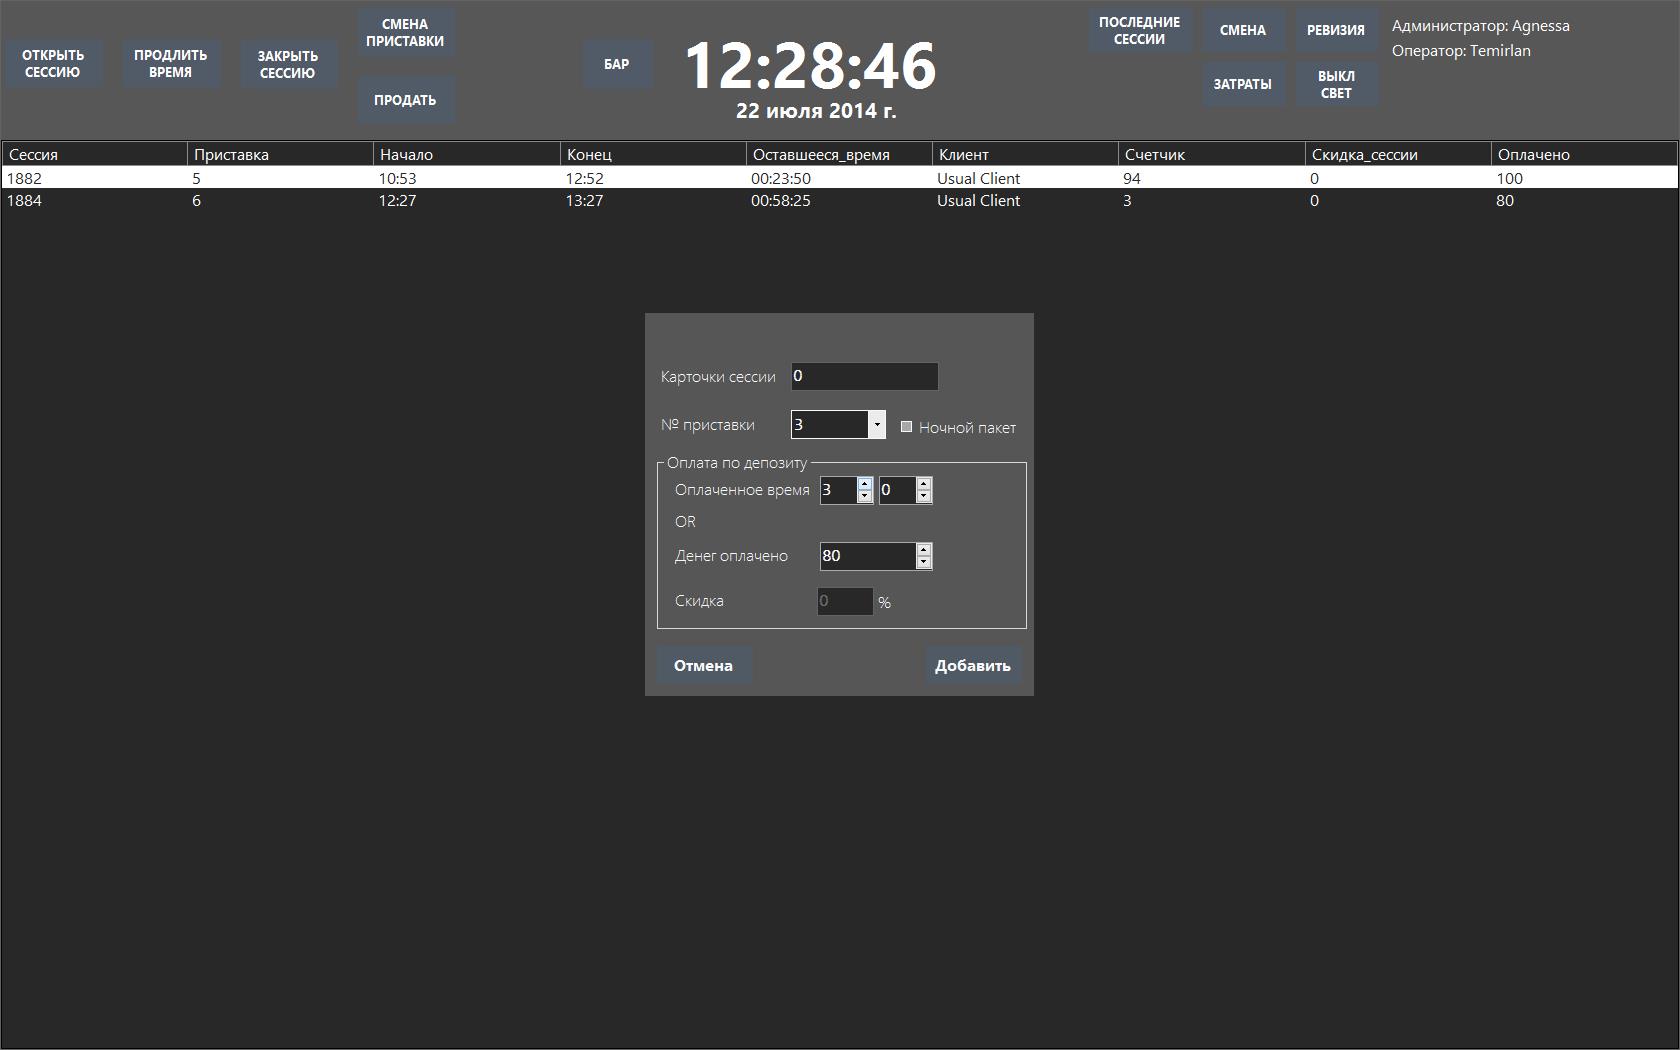 ОТКРЫТЬ
СЕССИЮ
ПРОДЛИТЬ
ВРЕМЯ
ЗАКРЫТЬ
СЕССИЮ
СМЕНА
ПРИСТАВКИ
ПРОДАТЬ
БАР
12:28:46
22 июля 2014 г.
ПОСЛЕДНИЕ
СЕССИИ
СМЕНА
РЕВИЗИЯ
ЗАТРАТЫ
ВЫКЛ
СВЕТ
Администратор: Agnessa
Оператор: Temirlan
Сессия Приставка Начало Конец Оставшееся_время Клиент Счетчик Скидка_сессии Оплачено
1882 5 10:53 12:52 00:23:50 Usual Client 94 0 100
1884 6 12:27 13:27 00:58:25 Usual Client 3 0 80
Карточки сессии 0
№ приставки 3 Ночной пакет
Оплата по депозиту
Оплаченное время 3 0
OR
Денег оплачено 80
Скидка 0 %
Отмена Добавить